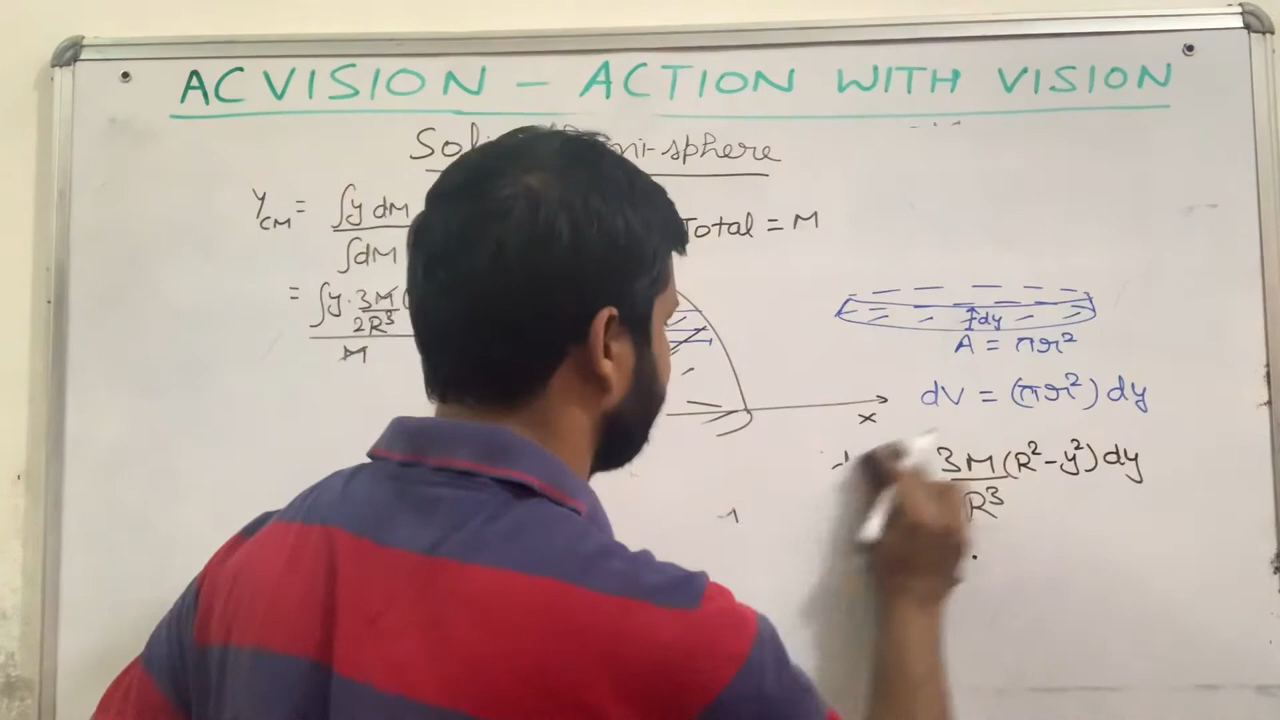 ACVISION - ACTION WITH VISION
mi-sphere
Y_CM = ∫y dM / ∫dM
Total = M
= ∫y. 3M/2R³ ( / M
dy
A = πr²
dV = (πr²) dy
x
3M (R²-y²) dy / R³